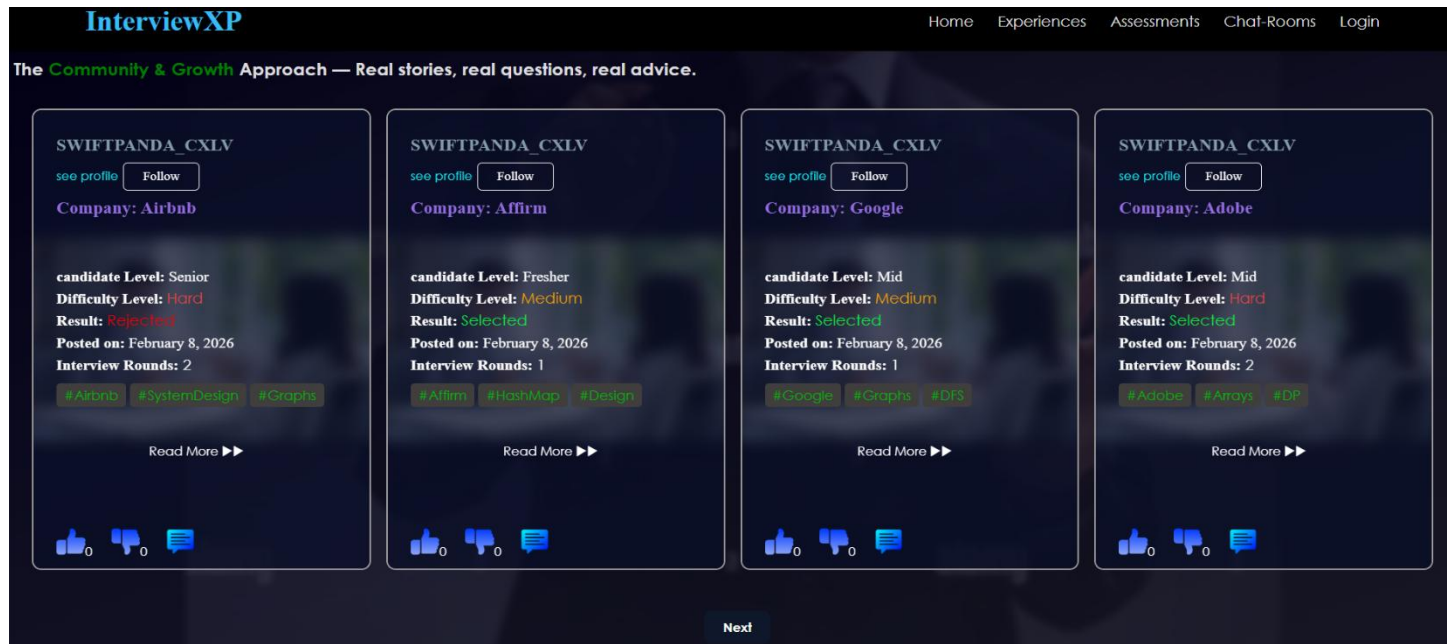 InterviewXP
Home Experiences Assessments Chat-Rooms Login
The Community & Growth Approach — Real stories, real questions, real advice.
SWIFTPANDA_CXLV
see profile Follow
Company: Airbnb
candidate Level: Senior
Difficulty Level: Hard
Result: Rejected
Posted on: February 8, 2026
Interview Rounds: 2
#Airbnb #SystemDesign #Graphs
Read More ▶▶
0 0
SWIFTPANDA_CXLV
see profile Follow
Company: Affirm
candidate Level: Fresher
Difficulty Level: Medium
Result: Selected
Posted on: February 8, 2026
Interview Rounds: 1
#Affirm #HashMap #Design
Read More ▶▶
0 0
SWIFTPANDA_CXLV
see profile Follow
Company: Google
candidate Level: Mid
Difficulty Level: Medium
Result: Selected
Posted on: February 8, 2026
Interview Rounds: 1
#Google #Graphs #DFS
Read More ▶▶
0 0
SWIFTPANDA_CXLV
see profile Follow
Company: Adobe
candidate Level: Mid
Difficulty Level: Hard
Result: Selected
Posted on: February 8, 2026
Interview Rounds: 2
#Adobe #Arrays #DP
Read More ▶▶
0 0
Next